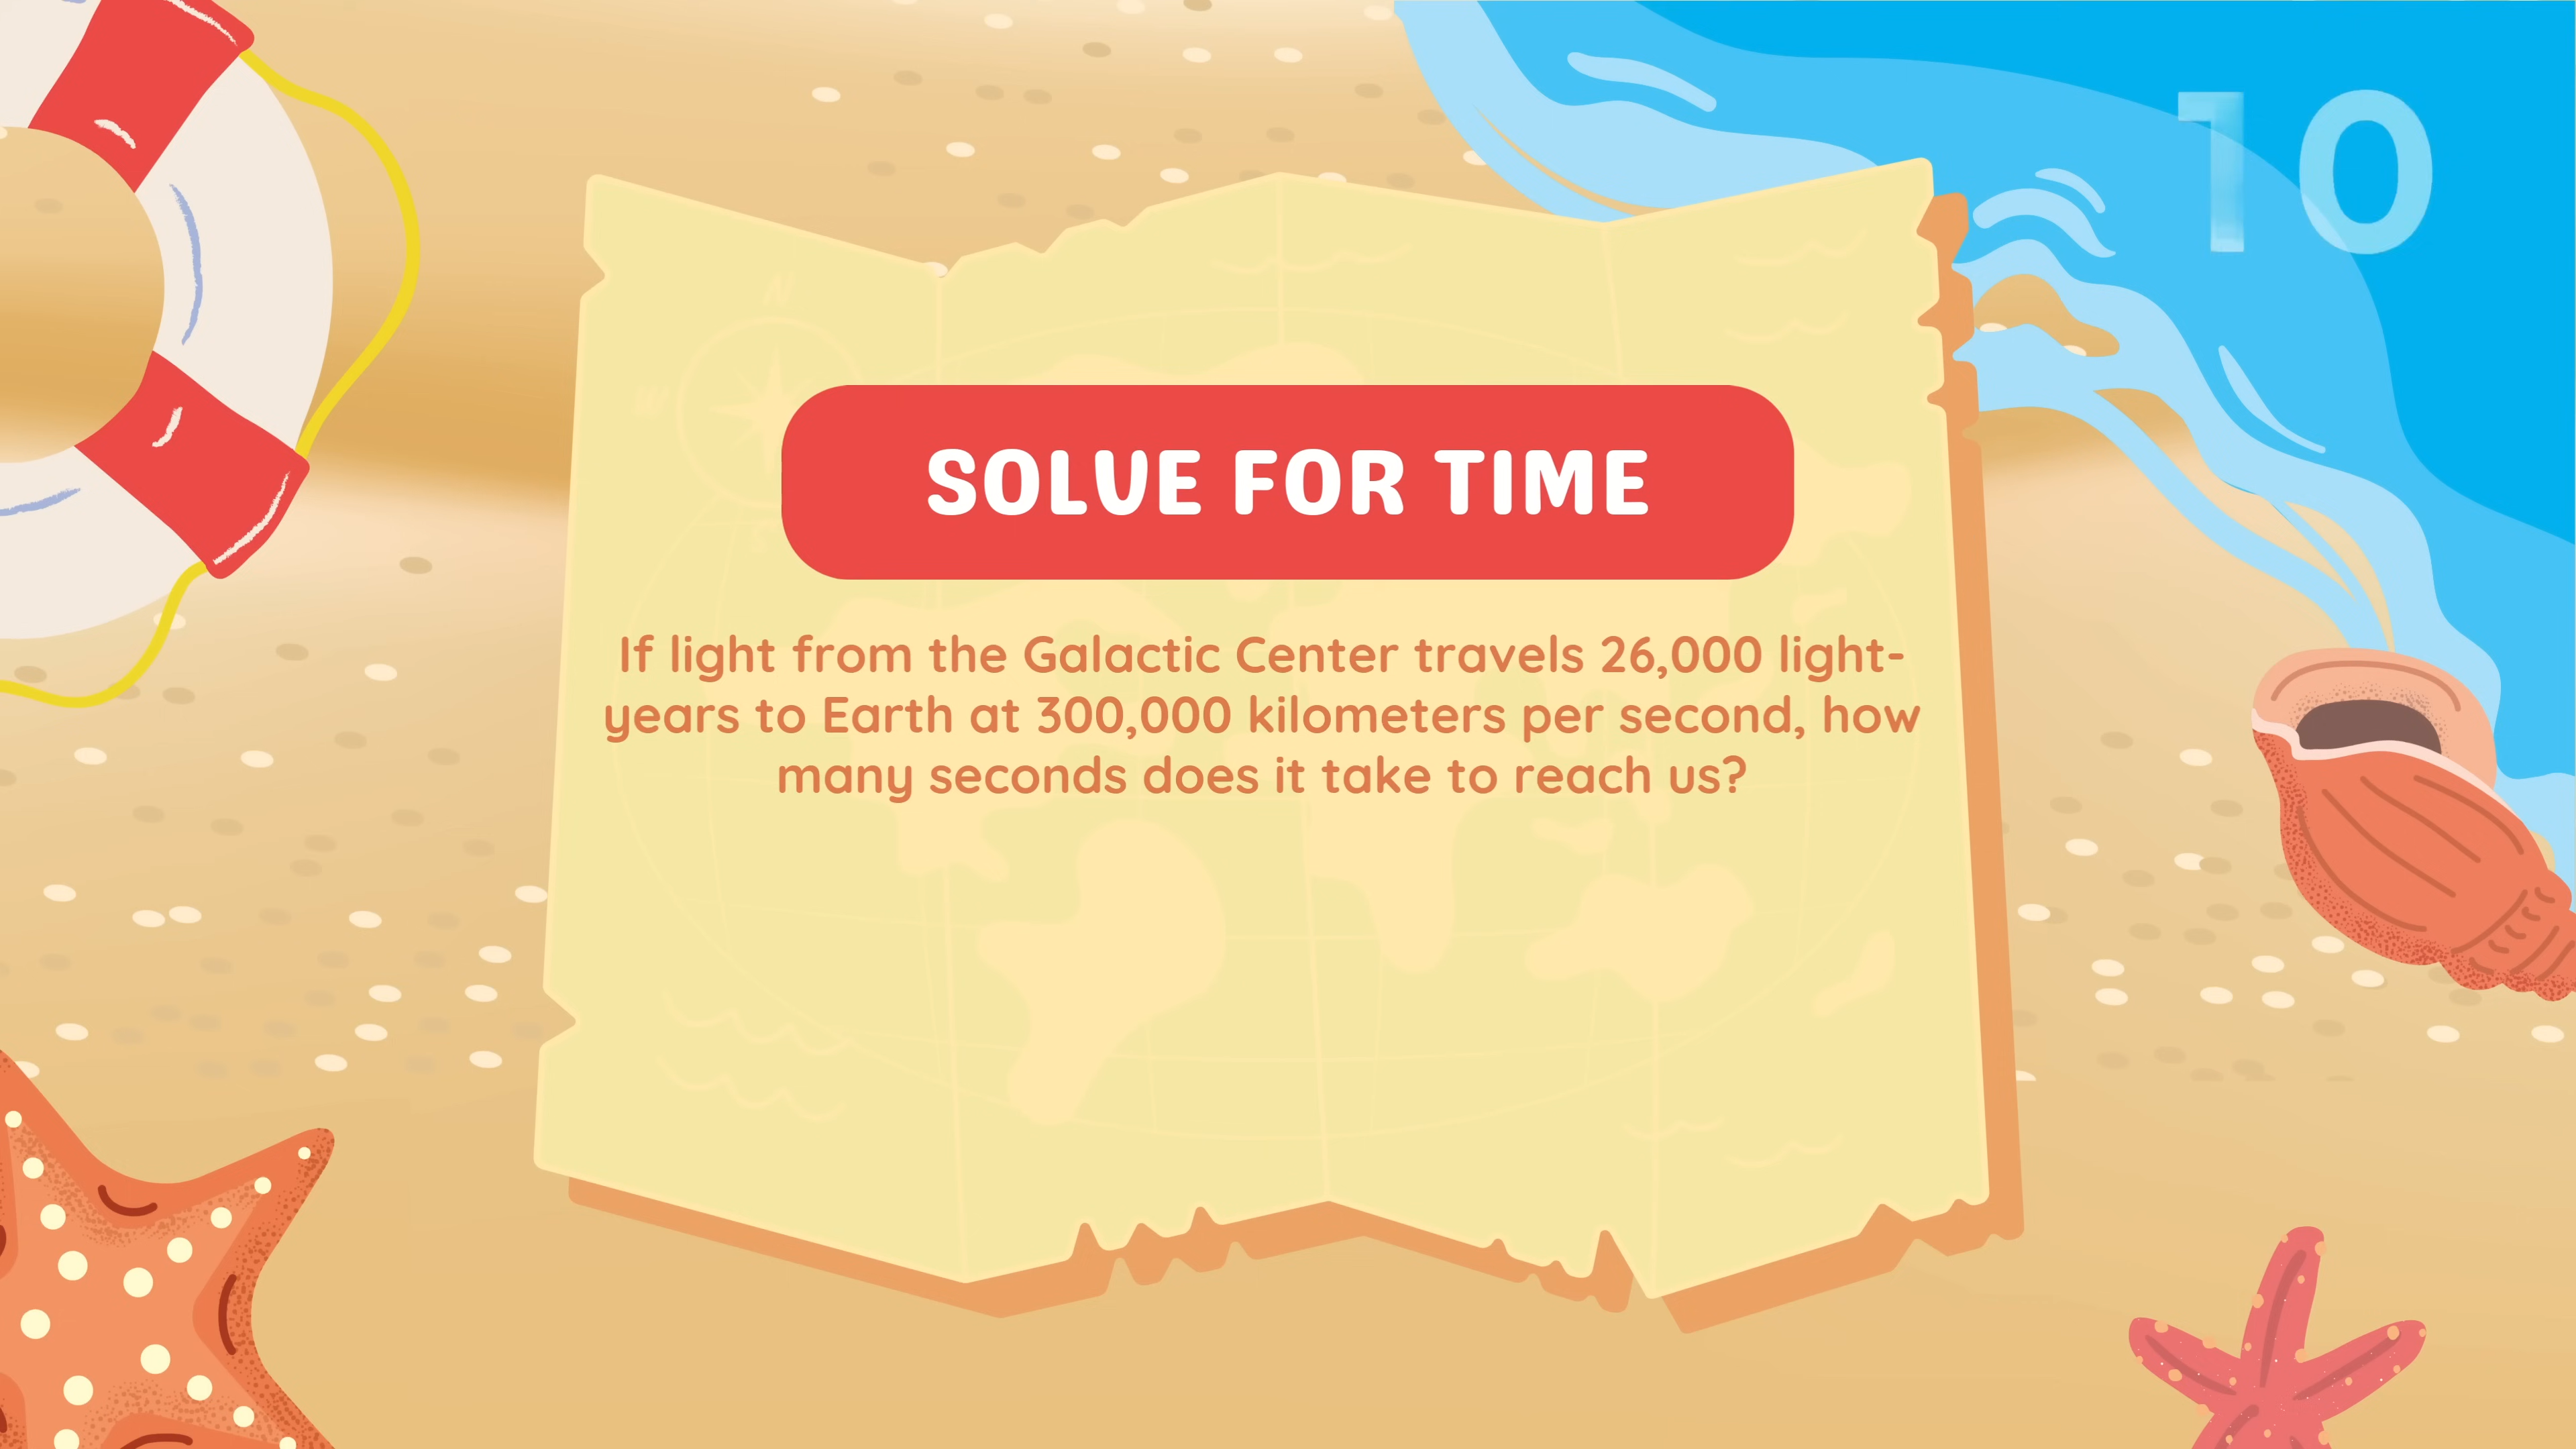 10
SOLVE FOR TIME
If light from the Galactic Center travels 26,000 light-
years to Earth at 300,000 kilometers per second, how
many seconds does it take to reach us?
N
W
S